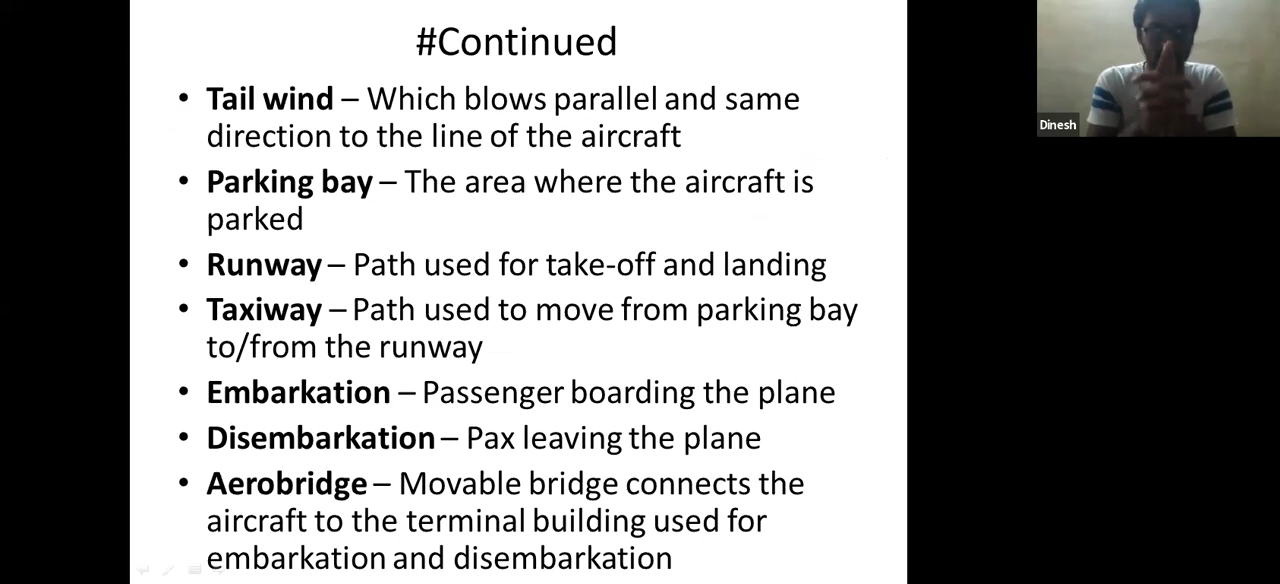 #Continued
• Tail wind – Which blows parallel and same
direction to the line of the aircraft
• Parking bay – The area where the aircraft is
parked
• Runway – Path used for take-off and landing
• Taxiway – Path used to move from parking bay
to/from the runway
• Embarkation – Passenger boarding the plane
• Disembarkation – Pax leaving the plane
• Aerobridge – Movable bridge connects the
aircraft to the terminal building used for
embarkation and disembarkation
Dinesh